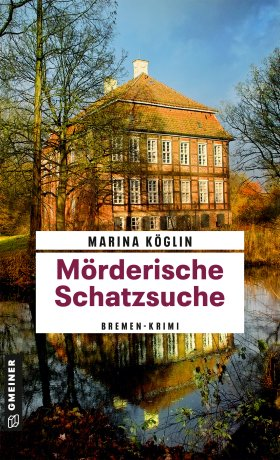 MARINA KÖGLIN
Mörderische
Schatzsuche
BREMEN-KRIMI
GMEINER